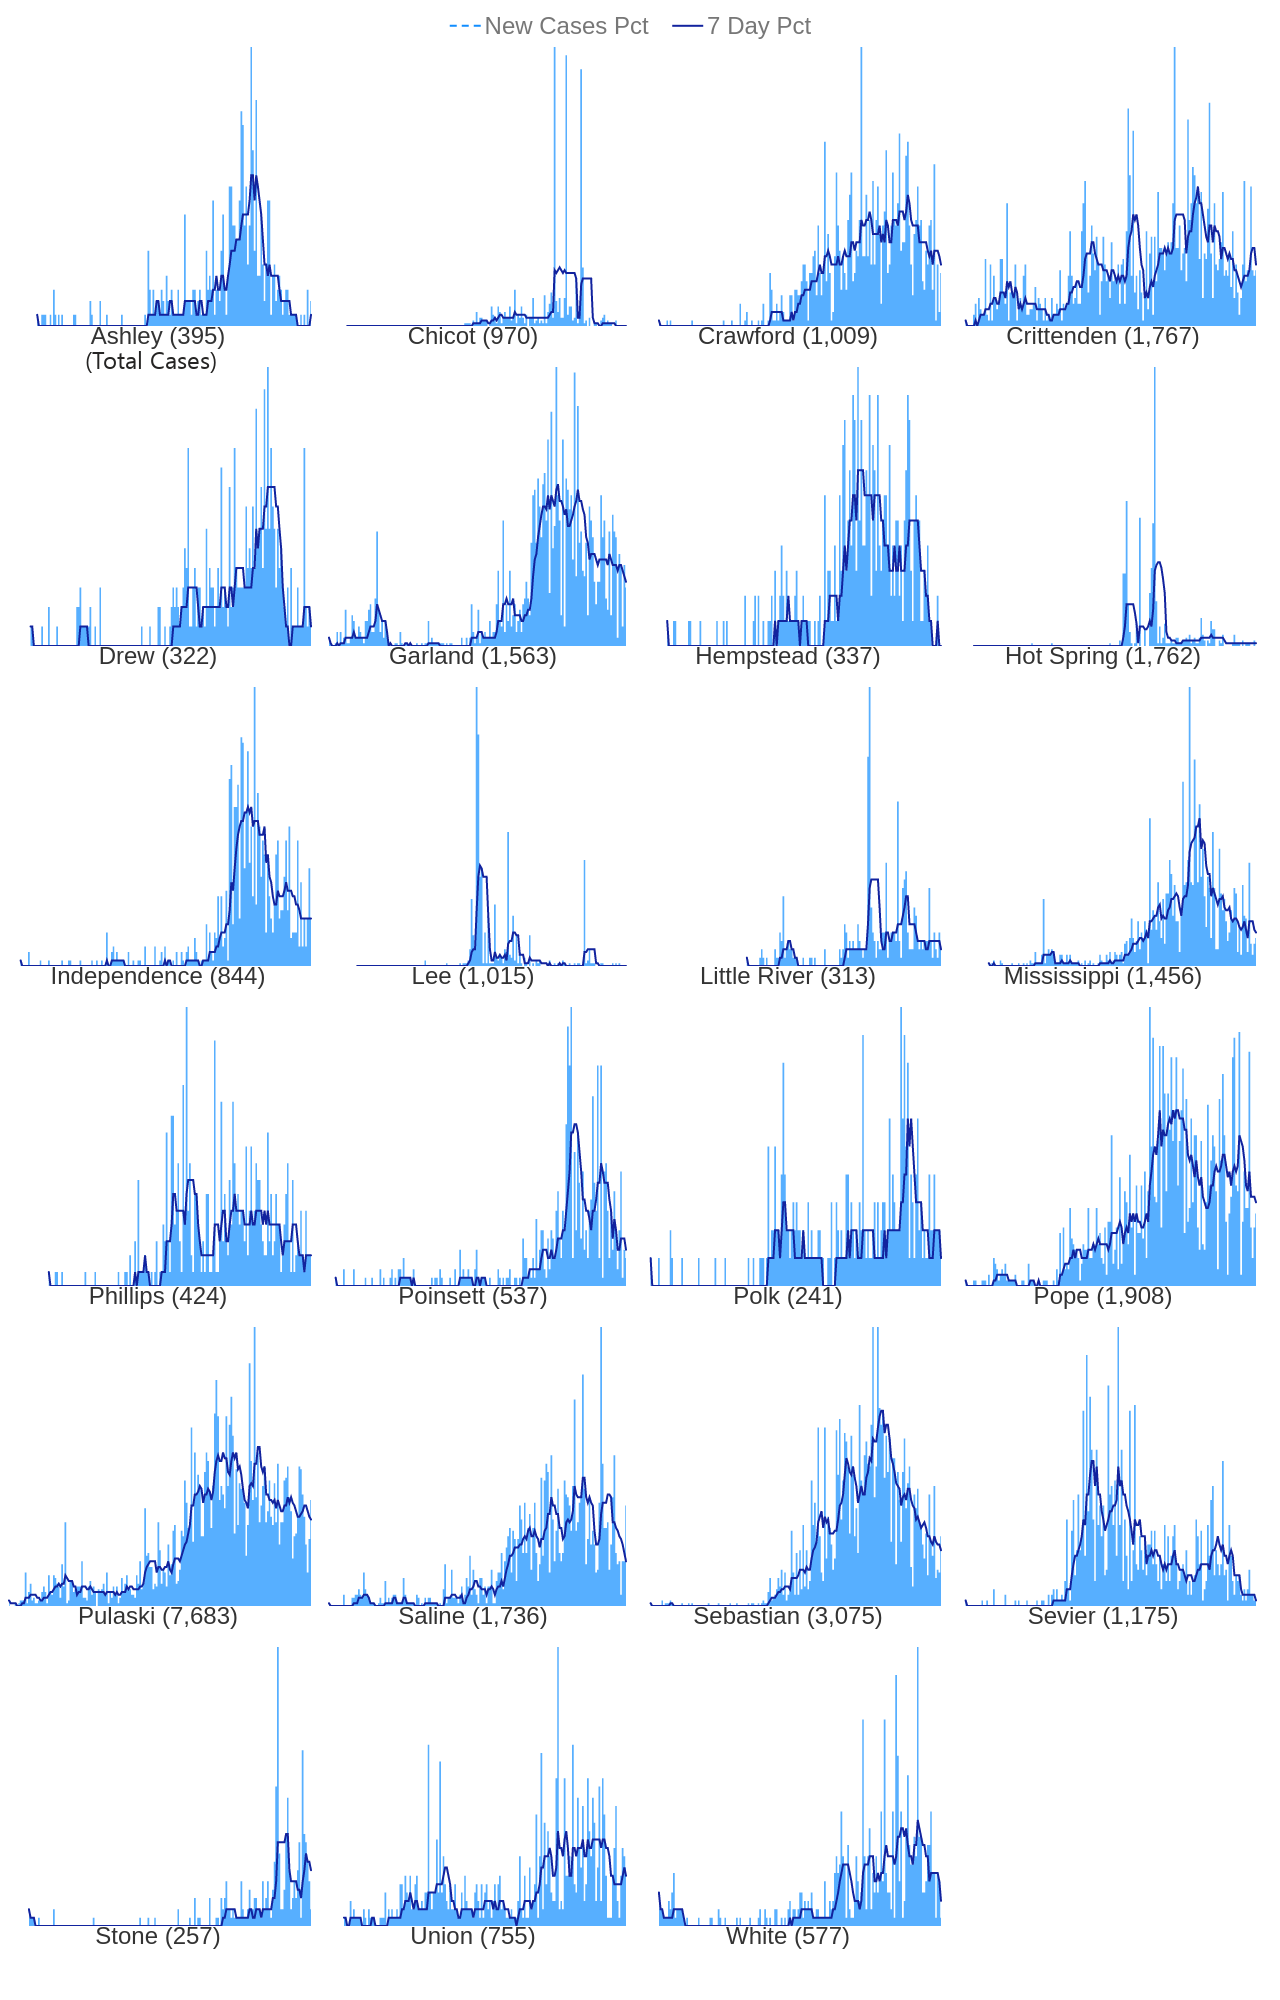 New Cases Pct 7 Day Pct
Ashley (395) Chicot (970) Crawford (1,009) Crittenden (1,767)
(Total Cases)
Drew (322) Garland (1,563) Hempstead (337) Hot Spring (1,762)
Independence (844) Lee (1,015) Little River (313) Mississippi (1,456)
Phillips (424) Poinsett (537) Polk (241) Pope (1,908)
Pulaski (7,683) Saline (1,736) Sebastian (3,075) Sevier (1,175)
Stone (257) Union (755) White (577)